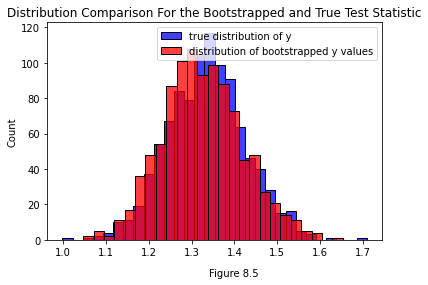 Distribution Comparison For the Bootstrapped and True Test Statistic
true distribution of y
distribution of bootstrapped y values
Count
120
100
80
60
40
20
0
1.0 1.1 1.2 1.3 1.4 1.5 1.6 1.7
Figure 8.5